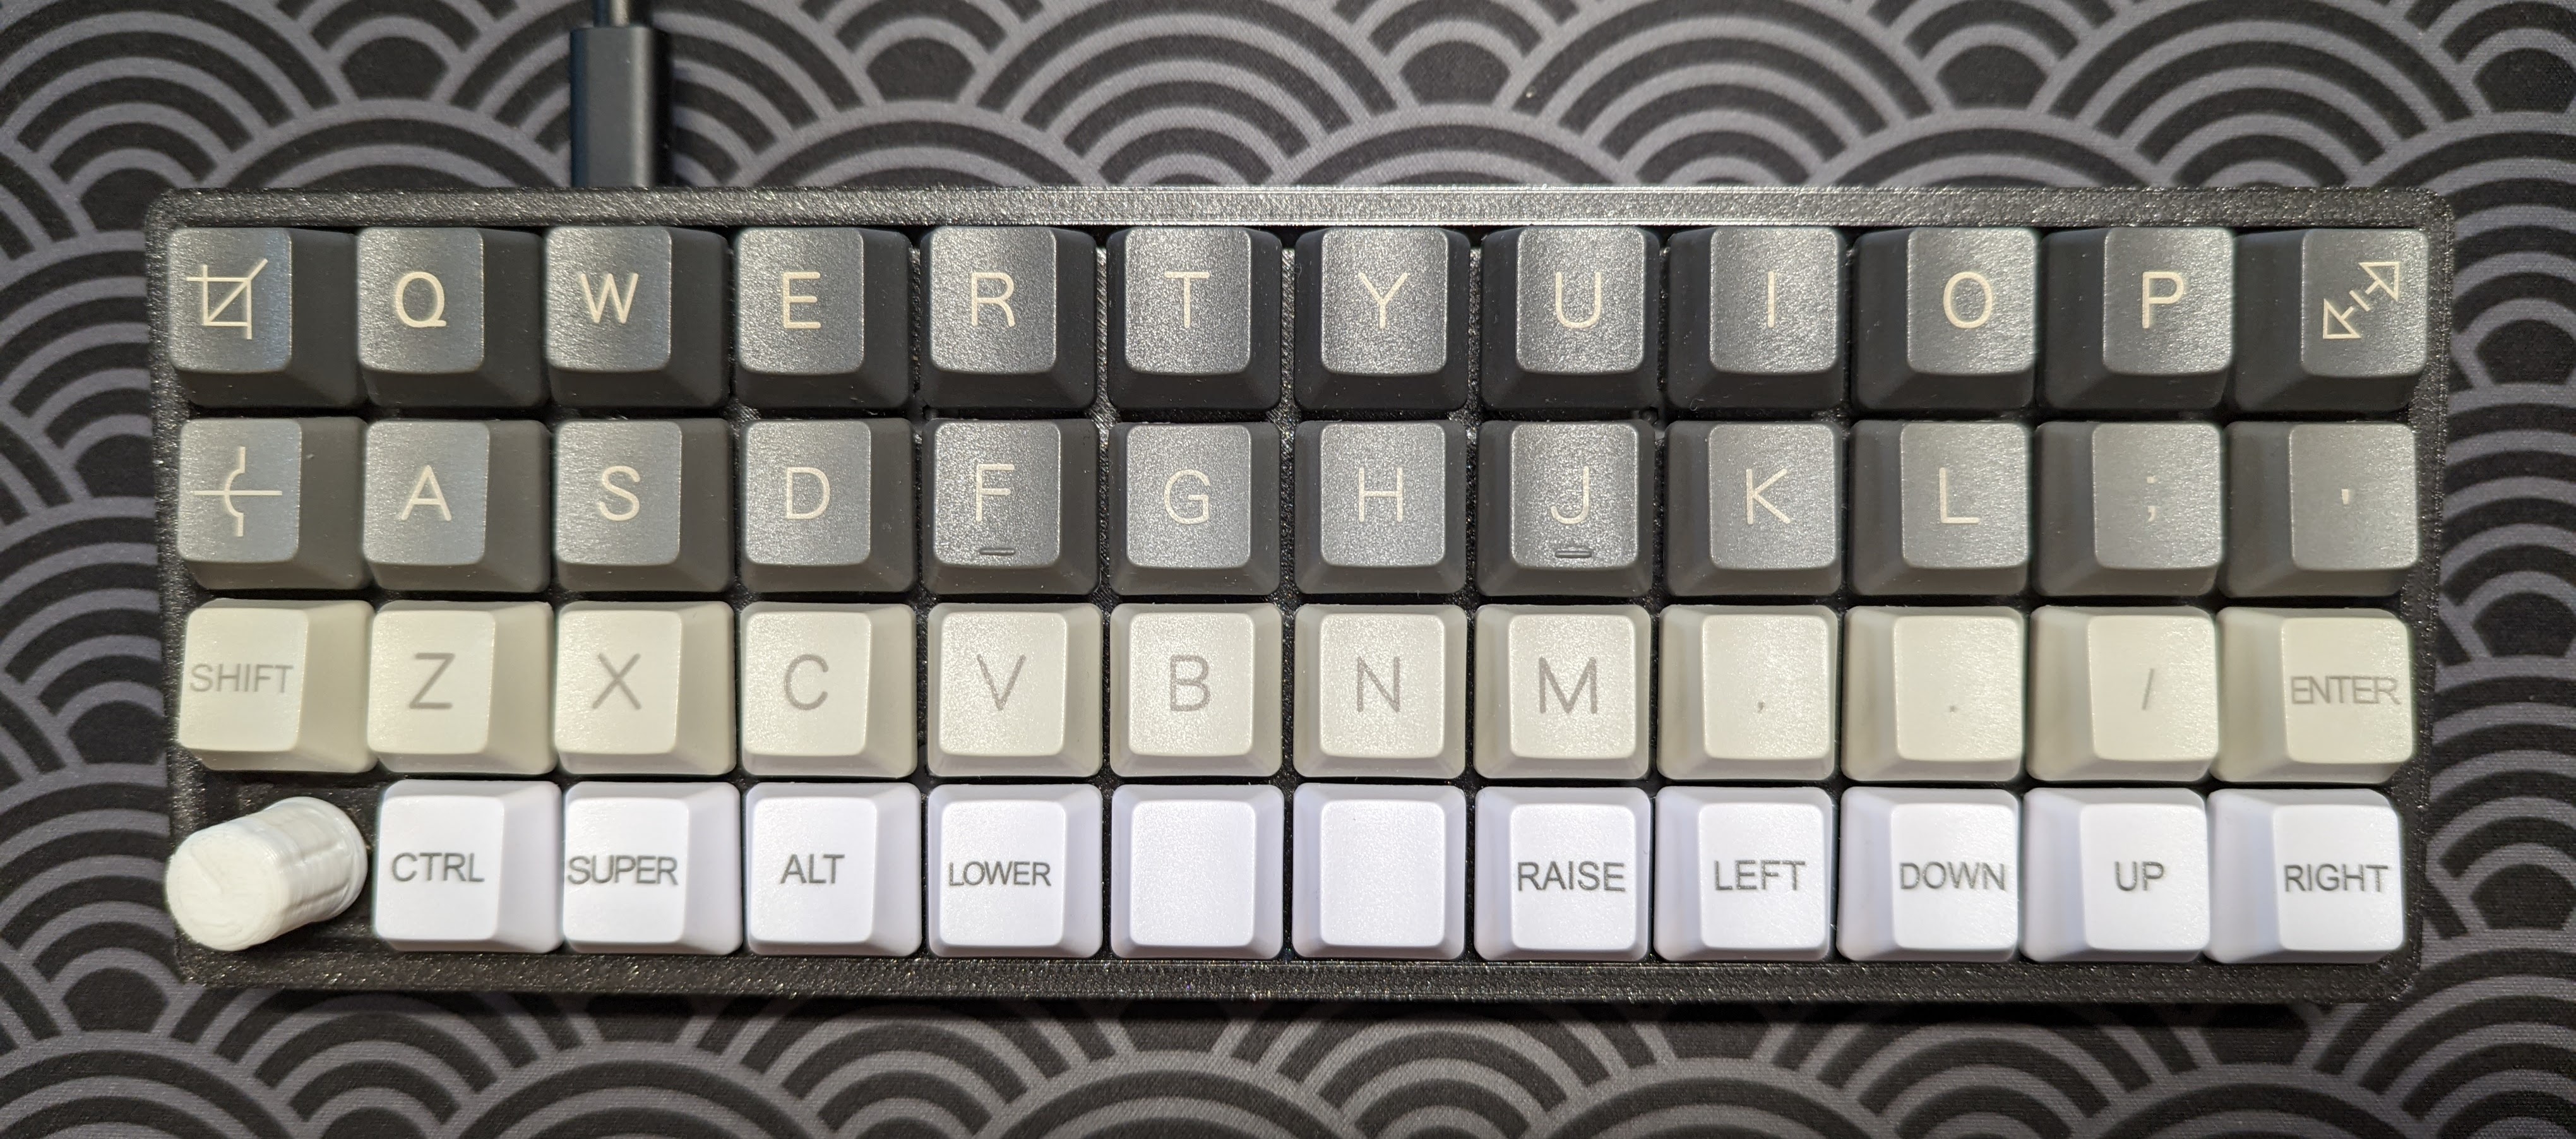 Q W E R T Y U I O P
A S D F G H J K L ; '
SHIFT Z X C V B N M , . / ENTER
CTRL SUPER ALT LOWER RAISE LEFT DOWN UP RIGHT